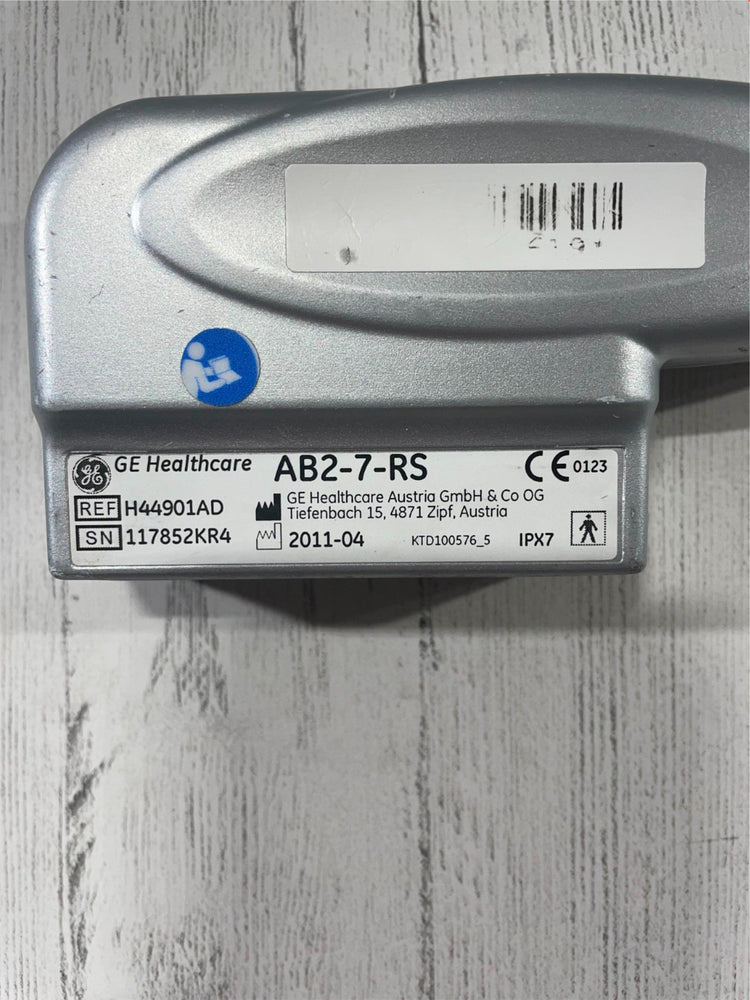 GE Healthcare AB2-7-RS CE 0123
REF H44901AD
GE Healthcare Austria GmbH & Co OG
Tiefenbach 15, 4871 Zipf, Austria
SN 117852KR4 2011-04 KTD100576_5 IPX7